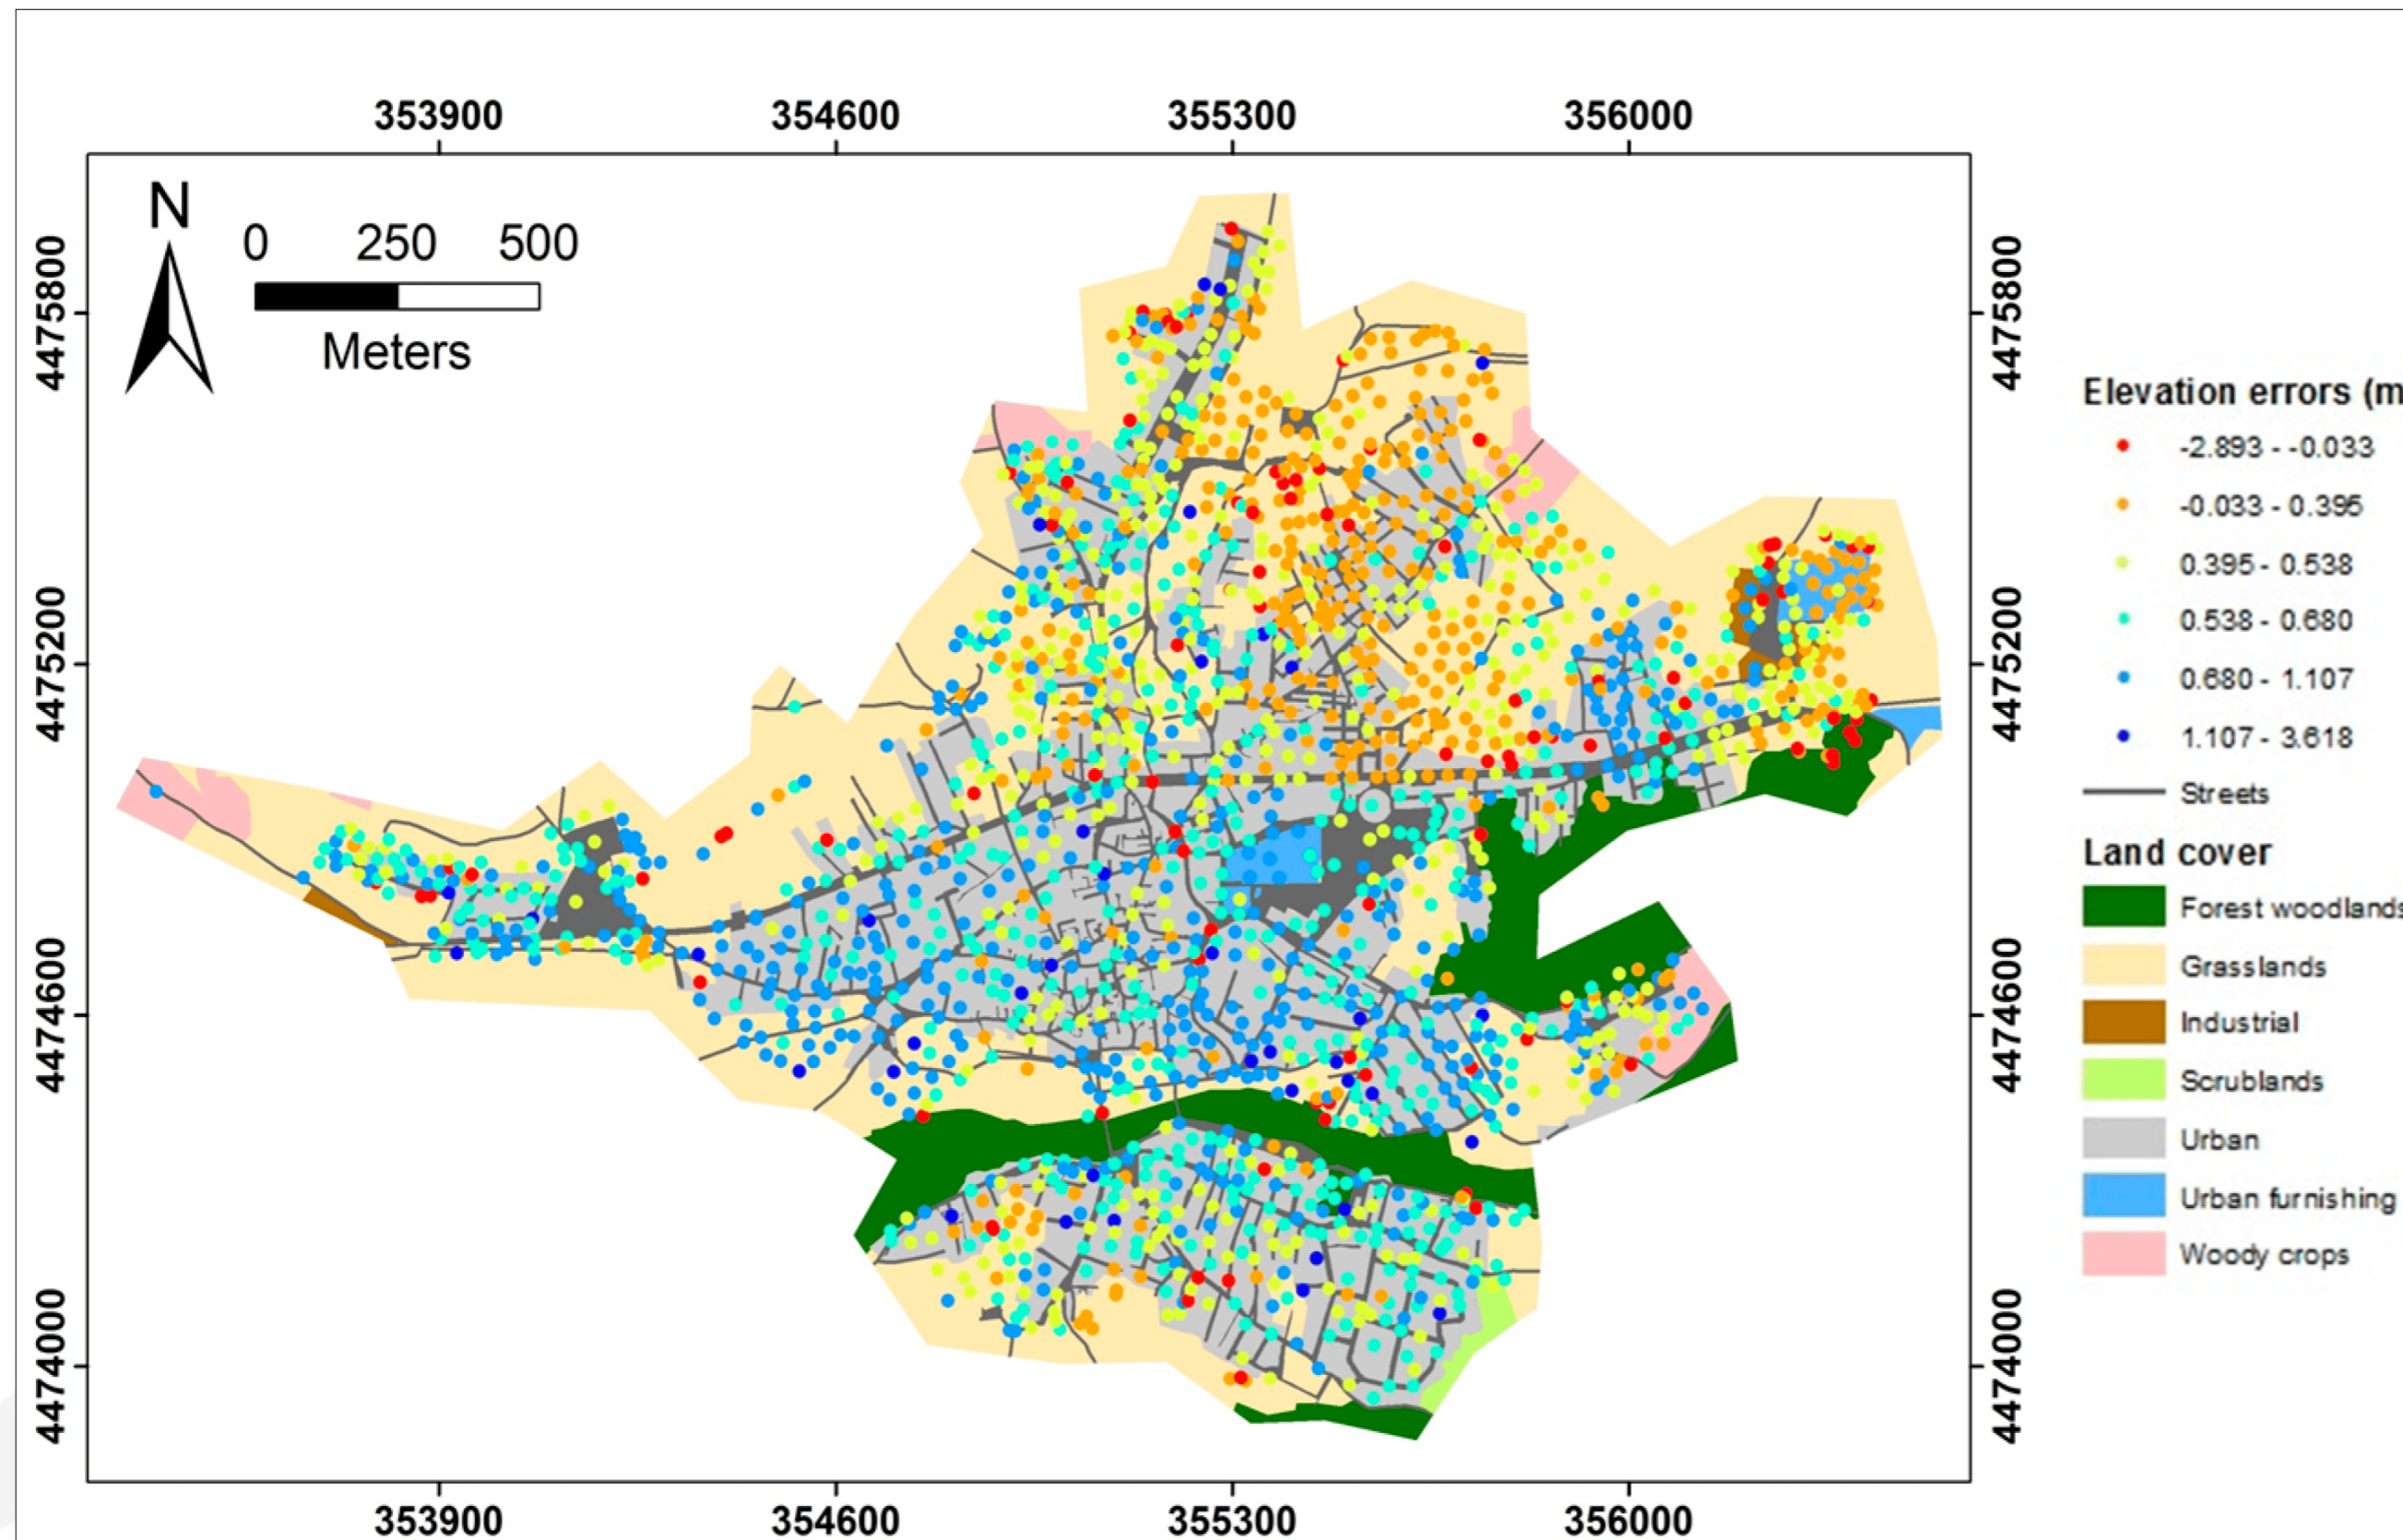 353900 354600 355300 356000
N
0 250 500
Meters
4475800
4475200
4474600
4474000
4475800
4475200
4474600
4474000
Elevation errors (m
-2.893 - -0.033
-0.033 - 0.395
0.395 - 0.538
0.538 - 0.680
0.680 - 1.107
1.107 - 3.618
Streets
Land cover
Forest woodlands
Grasslands
Industrial
Scrublands
Urban
Urban furnishing
Woody crops
353900 354600 355300 356000